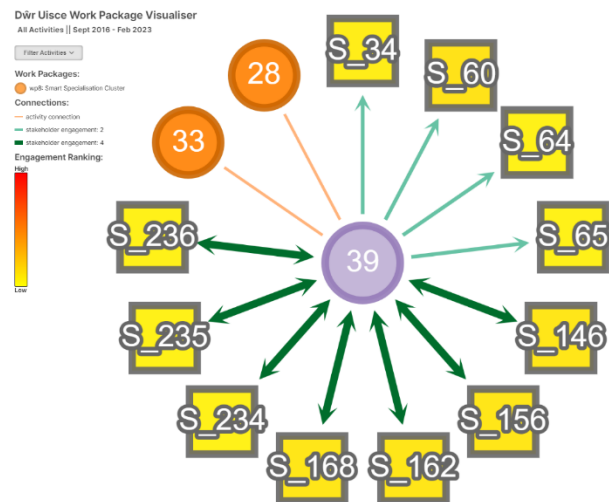 Dŵr Uisce Work Package Visualiser
All Activities || Sept 2016 - Feb 2023
Filter Activities
Work Packages:
wp8: Smart Specialisation Cluster
Connections:
activity connection
stakeholder engagement: 2
stakeholder engagement: 4
Engagement Ranking:
High
Low
S_34
28
S_60
33
S_64
S_236
39
S_65
S_235
S_146
S_234
S_156
S_168
S_162